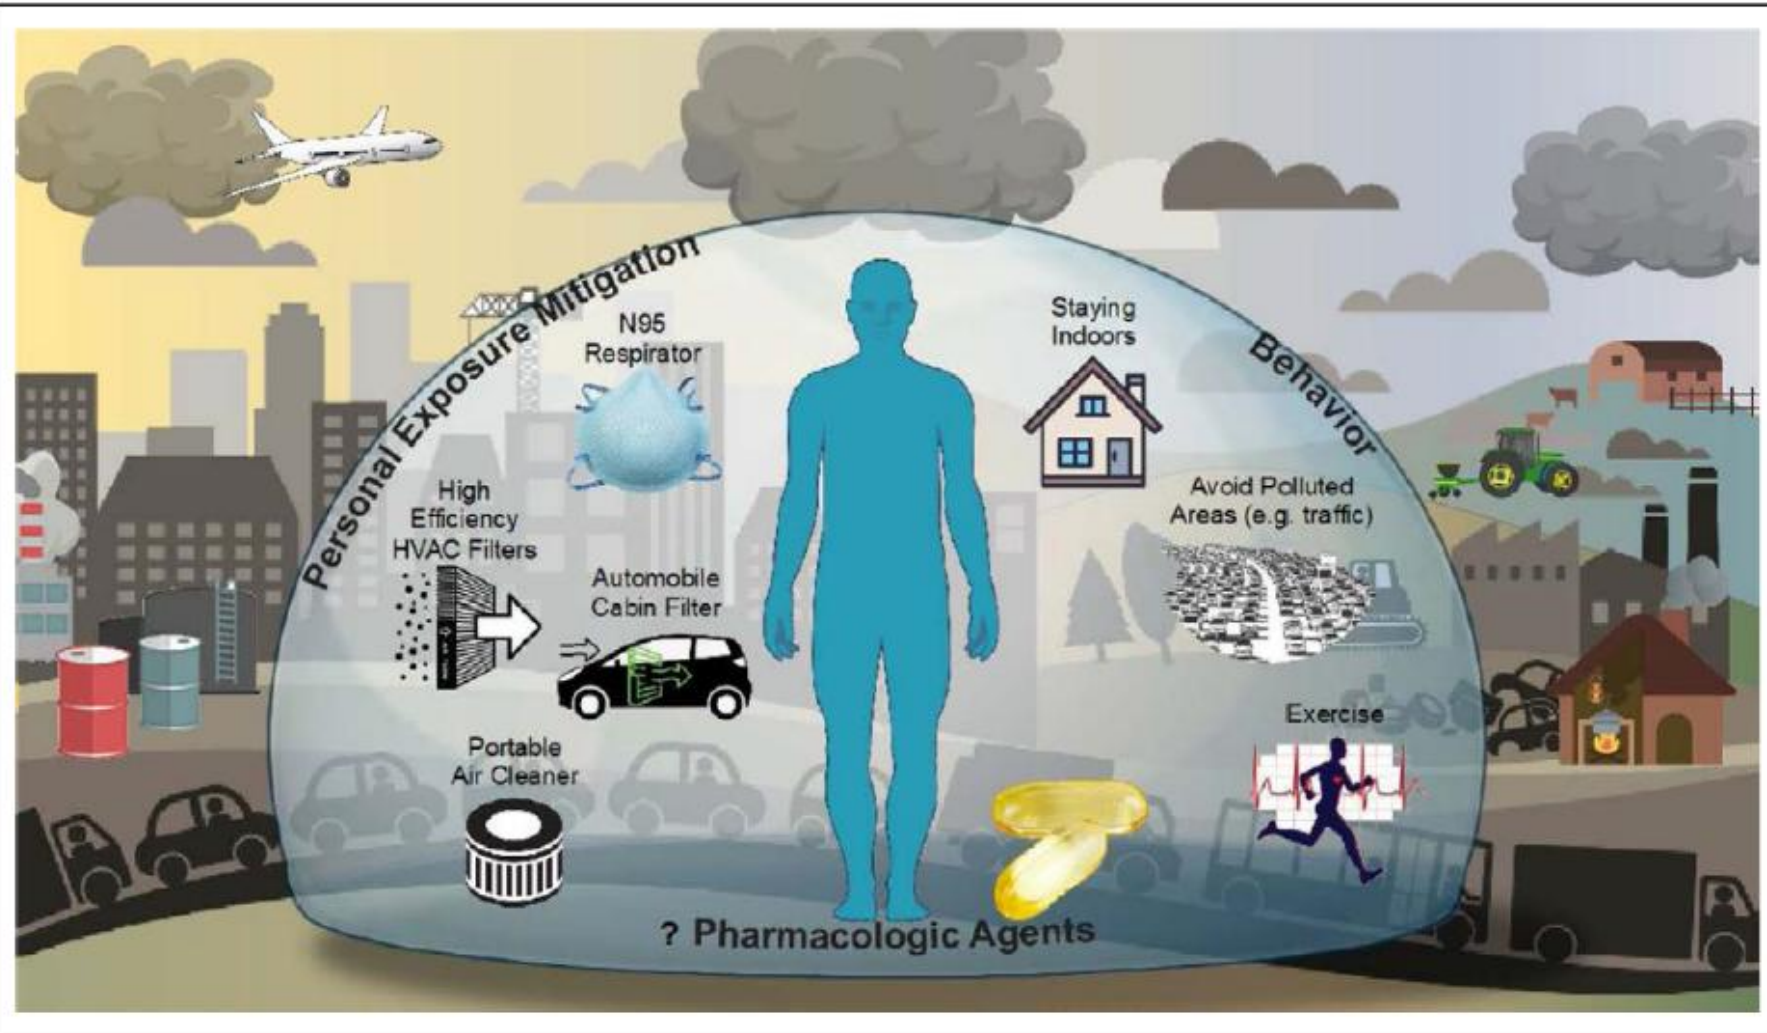 Personal Exposure Mitigation
N95
Respirator
High
Efficiency
HVAC Filters
Automobile
Cabin Filter
Portable
Air Cleaner
Staying
Indoors
Behavior
Avoid Polluted
Areas (e.g. traffic)
Exercise
? Pharmacologic Agents